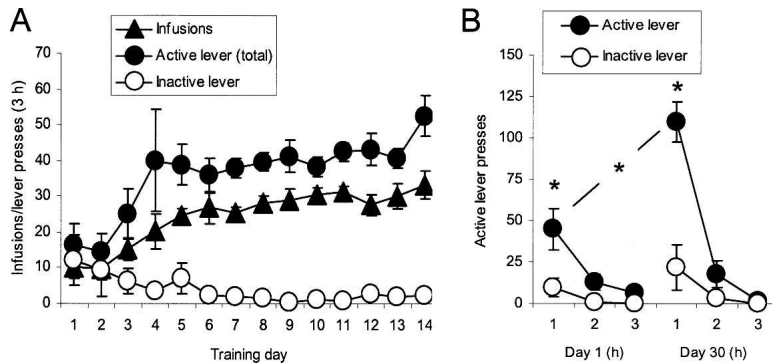 A
Infusions
Active lever (total)
Inactive lever
Infusions/lever presses (3 h)
70
60
50
40
30
20
10
0
1 2 3 4 5 6 7 8 9 10 11 12 13 14
Training day
B
Active lever
Inactive lever
Active lever presses
150
125
100
75
50
25
0
*
*
*
1 2 3 1 2 3
Day 1 (h) Day 30 (h)